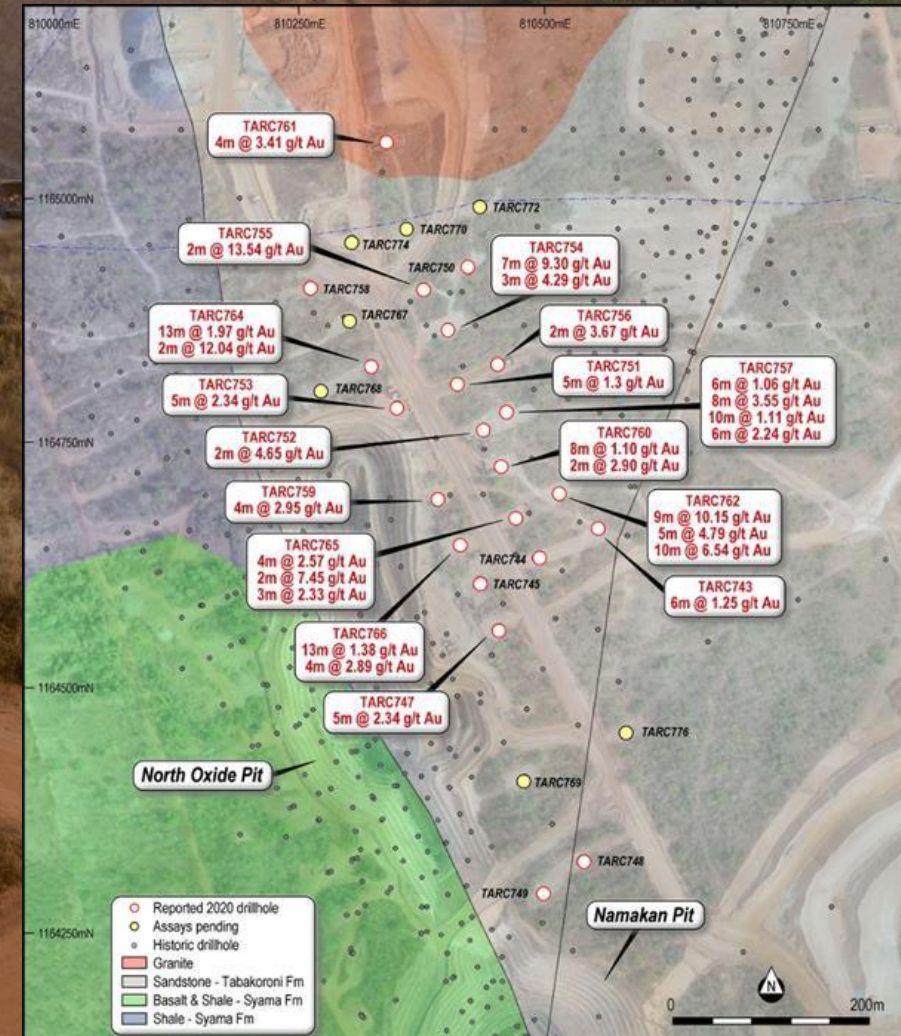 810000mE
810250mE
810500mE
810750mE
TARC761
4m @ 3.41 g/t Au
1165000mN
TARC772
TARC770
TARC774
TARC755
2m @ 13.54 g/t Au
TARC750
TARC754
7m @ 9.30 g/t Au
3m @ 4.29 g/t Au
TARC758
TARC767
TARC764
13m @ 1.97 g/t Au
2m @ 12.04 g/t Au
TARC756
2m @ 3.67 g/t Au
TARC751
5m @ 1.3 g/t Au
TARC757
6m @ 1.06 g/t Au
8m @ 3.55 g/t Au
10m @ 1.11 g/t Au
6m @ 2.24 g/t Au
TARC753
5m @ 2.34 g/t Au
TARC768
1164750mN
TARC752
2m @ 4.65 g/t Au
TARC760
8m @ 1.10 g/t Au
2m @ 2.90 g/t Au
TARC759
4m @ 2.95 g/t Au
TARC762
9m @ 10.15 g/t Au
5m @ 4.79 g/t Au
10m @ 6.54 g/t Au
TARC765
4m @ 2.57 g/t Au
2m @ 7.45 g/t Au
3m @ 2.33 g/t Au
TARC744
TARC745
TARC743
6m @ 1.25 g/t Au
TARC766
13m @ 1.38 g/t Au
4m @ 2.89 g/t Au
1164500mN
TARC747
5m @ 2.34 g/t Au
TARC776
North Oxide Pit
TARC769
TARC748
TARC749
Namakan Pit
1164250mN
Reported 2020 drillhole
Assays pending
Historic drillhole
Granite
Sandstone - Tabakoroni Fm
Basalt & Shale - Syama Fm
Shale - Syama Fm
N
0
200m